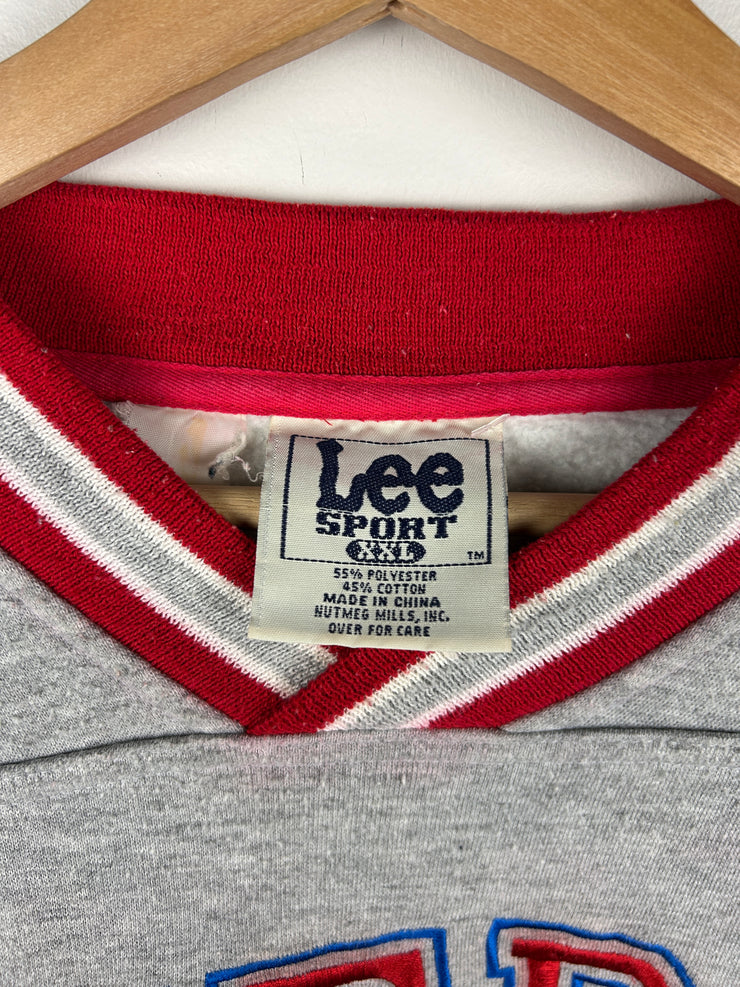 Lee
SPORT
XXL
TM
55% POLYESTER
45% COTTON
MADE IN CHINA
NUTMEG MILLS, INC.
OVER FOR CARE